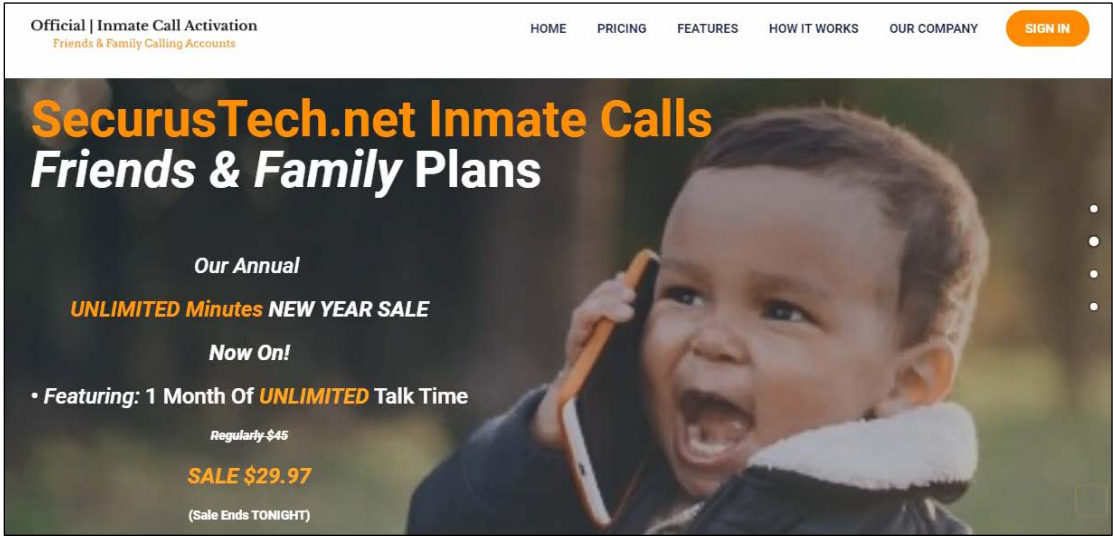 Official | Inmate Call Activation
Friends & Family Calling Accounts
HOME PRICING FEATURES HOW IT WORKS OUR COMPANY SIGN IN
SecurusTech.net Inmate Calls
Friends & Family Plans
Our Annual
UNLIMITED Minutes NEW YEAR SALE
Now On!
• Featuring: 1 Month Of UNLIMITED Talk Time
Regularly $45
SALE $29.97
(Sale Ends TONIGHT)